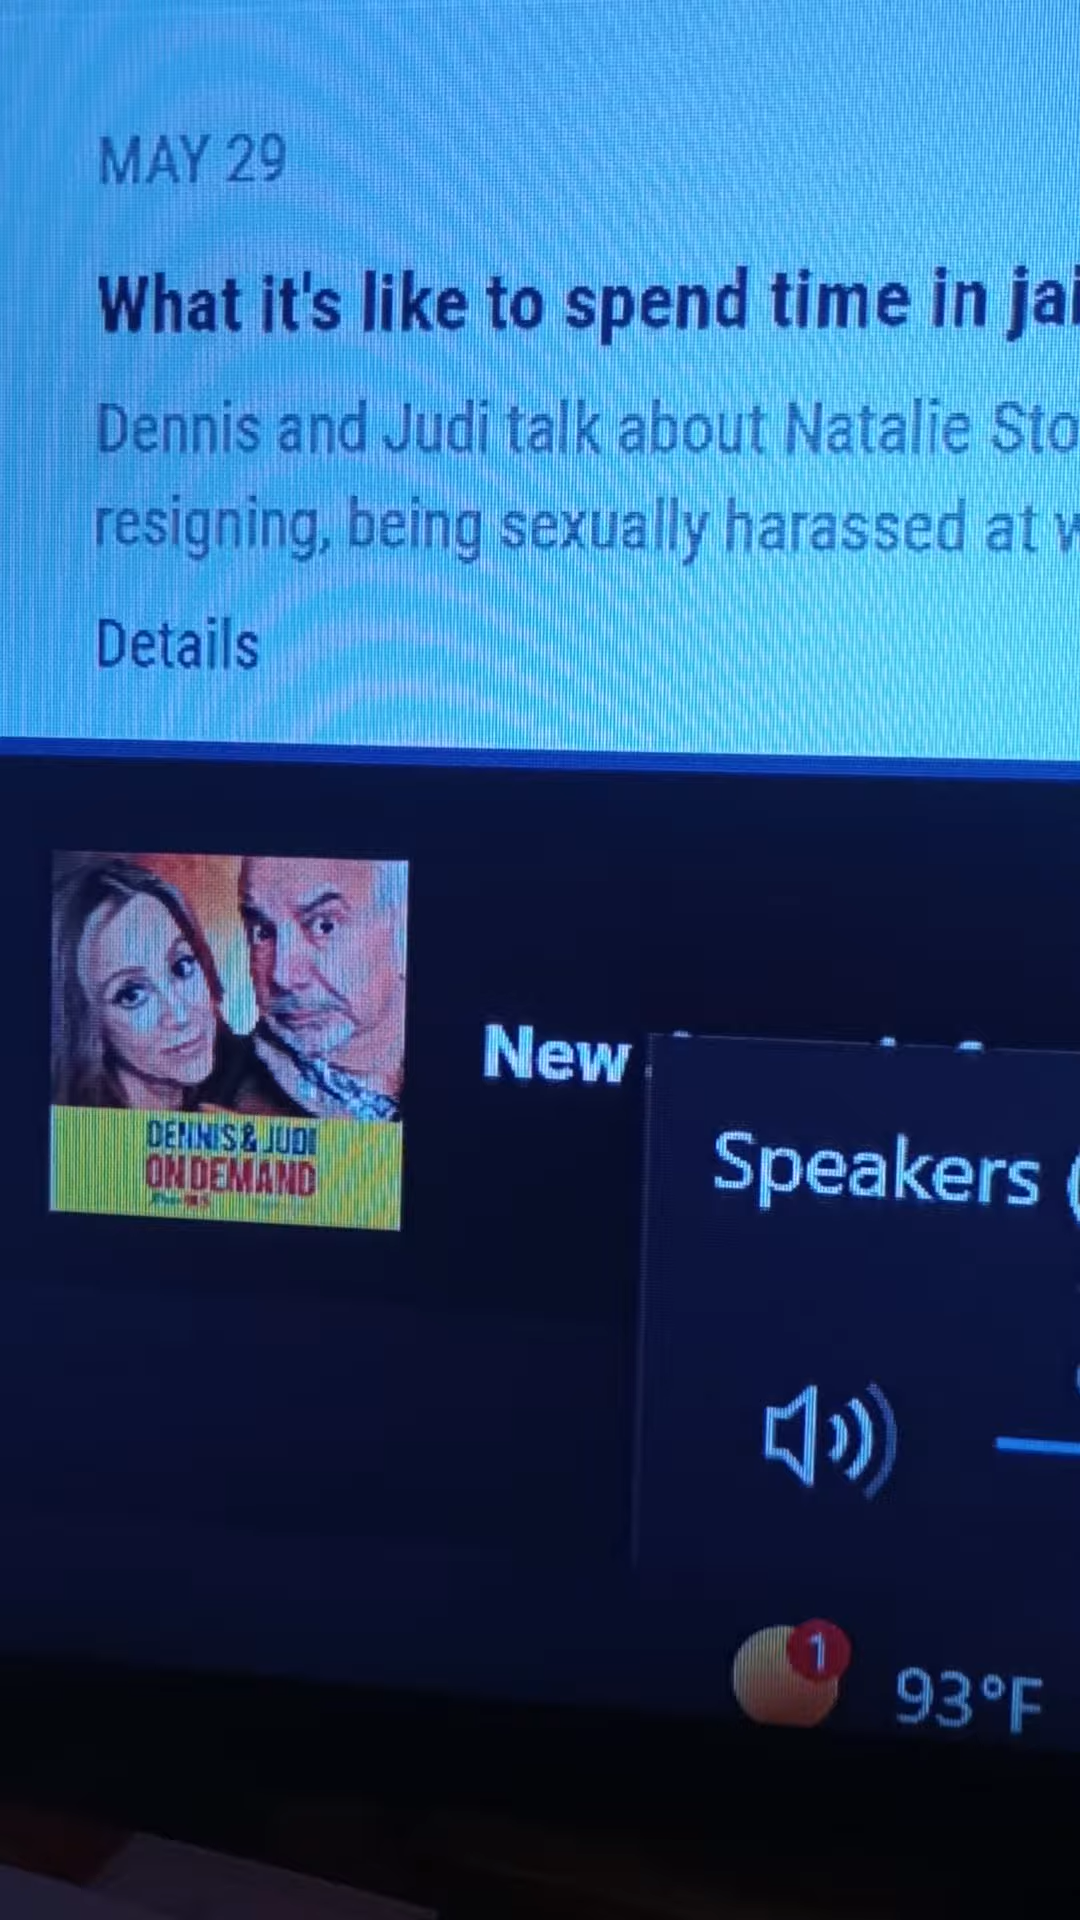 MAY 29
What it's like to spend time in jai
Dennis and Judi talk about Natalie Sto
resigning, being sexually harassed at w
Details
DENNIS & JUDI
ON DEMAND
New
Speakers (
1
93°F